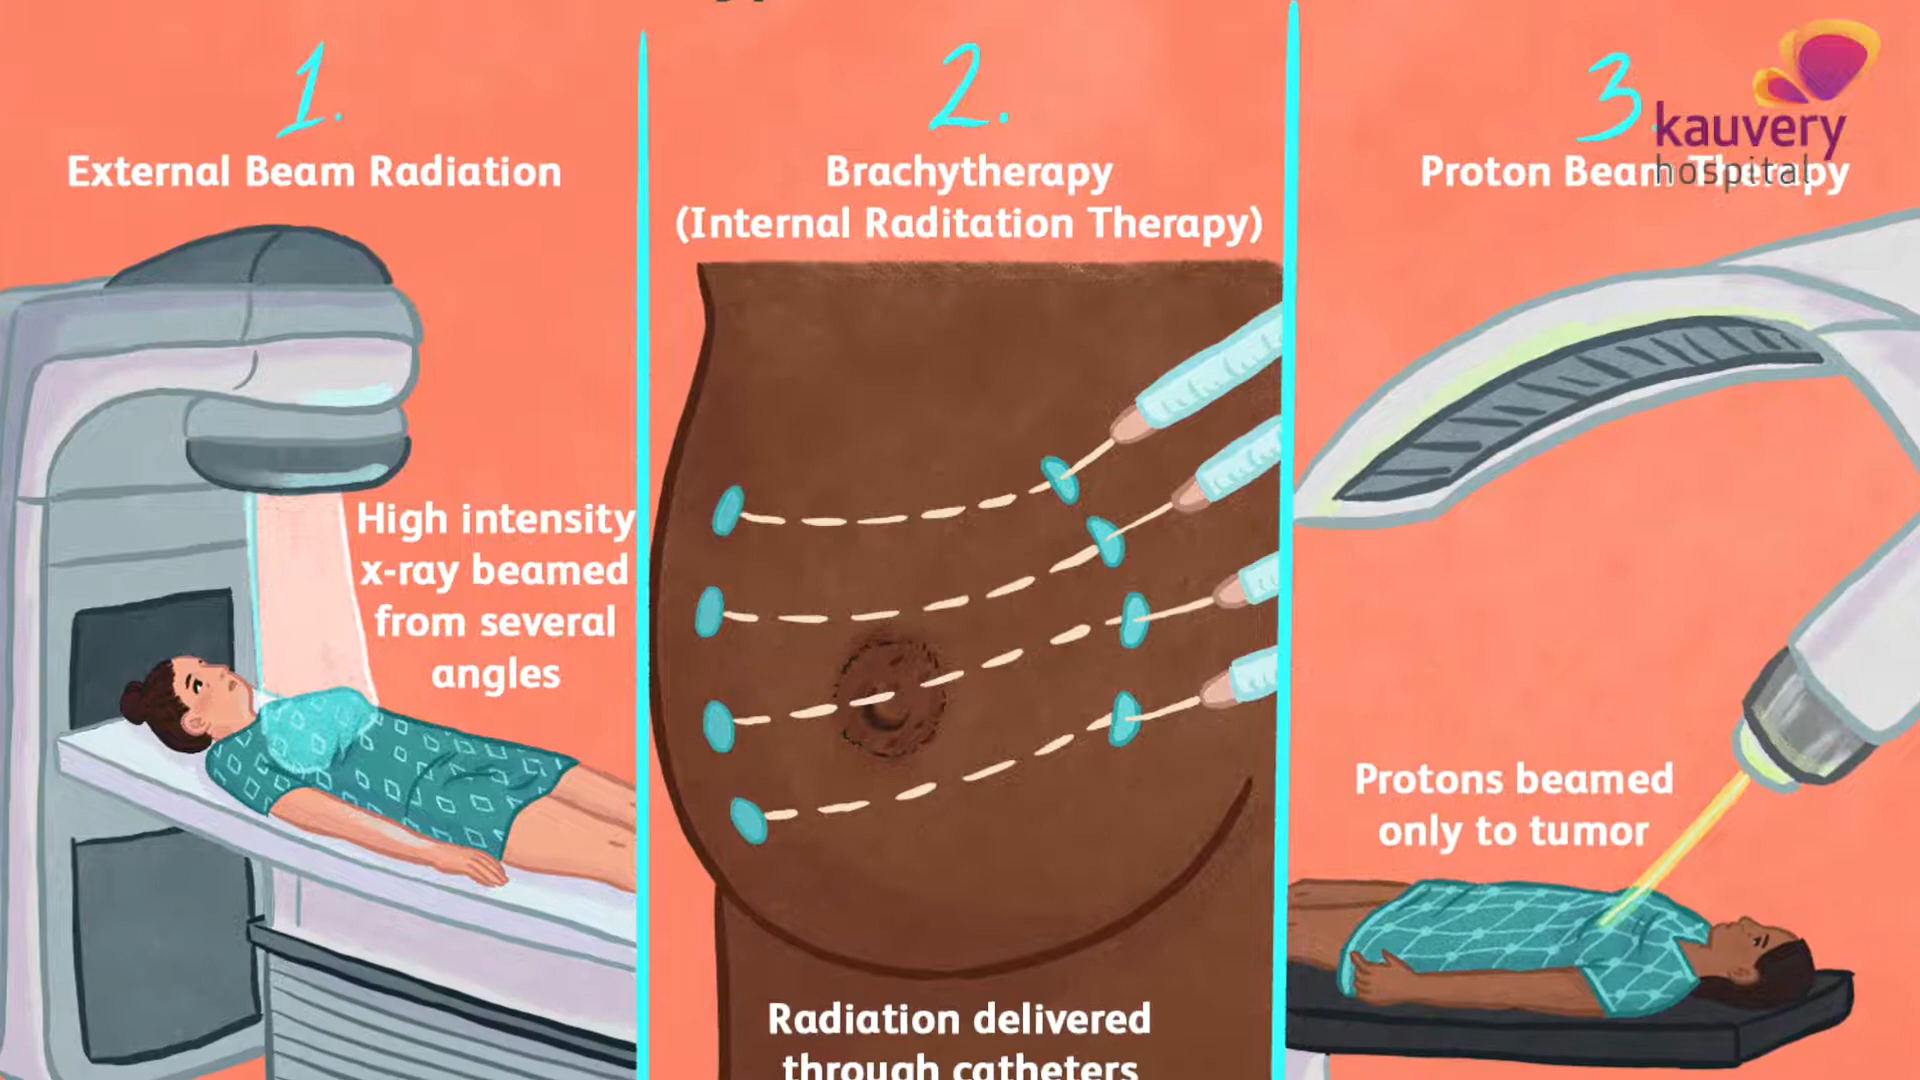 1.
External Beam Radiation
High intensity
x-ray beamed
from several
angles
2.
Brachytherapy
(Internal Raditation Therapy)
Radiation delivered
through catheters
3.
Proton Beam Therapy
Protons beamed
only to tumor
kauvery
hospital